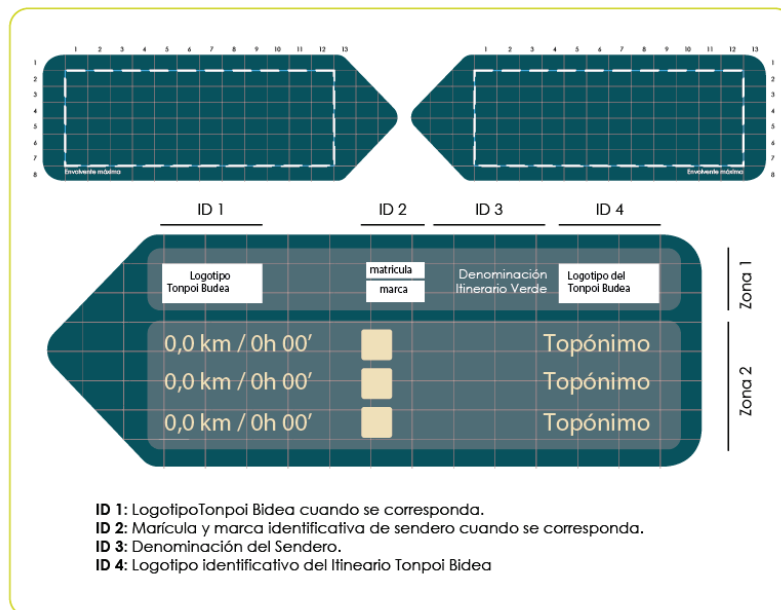 1 2 3 4 5 6 7 8 9 10 11 12 13
1
2
3
4
5
6
7
8
Envolvente máxima
1 2 3 4 5 6 7 8 9 10 11 12 13
1
2
3
4
5
6
7
8
Envolvente máxima
ID 1 ID 2 ID 3 ID 4
Logotipo
Tonpoi Budea
matricula
marca
Denominación
Itinerario Verde
Logotipo del
Tonpoi Budea
Zona 1
0,0 km / 0h 00’ Topónimo
0,0 km / 0h 00’ Topónimo
0,0 km / 0h 00’ Topónimo
Zona 2
ID 1: LogotipoTonpoi Bidea cuando se corresponda.
ID 2: Marícula y marca identificativa de sendero cuando se corresponda.
ID 3: Denominación del Sendero.
ID 4: Logotipo identificativo del Itineario Tonpoi Bidea